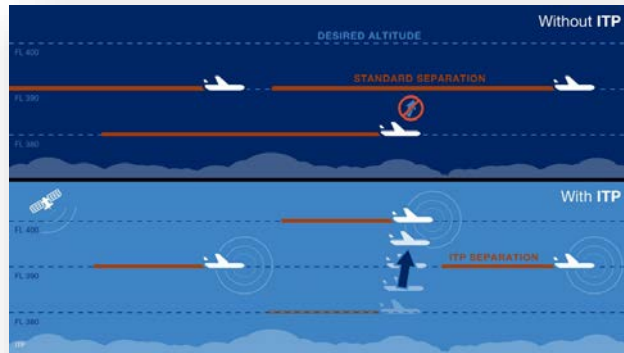 Without ITP
DESIRED ALTITUDE
FL 400
STANDARD SEPARATION
FL 390
FL 380
With ITP
FL 400
ITP SEPARATION
FL 390
FL 380
ITP